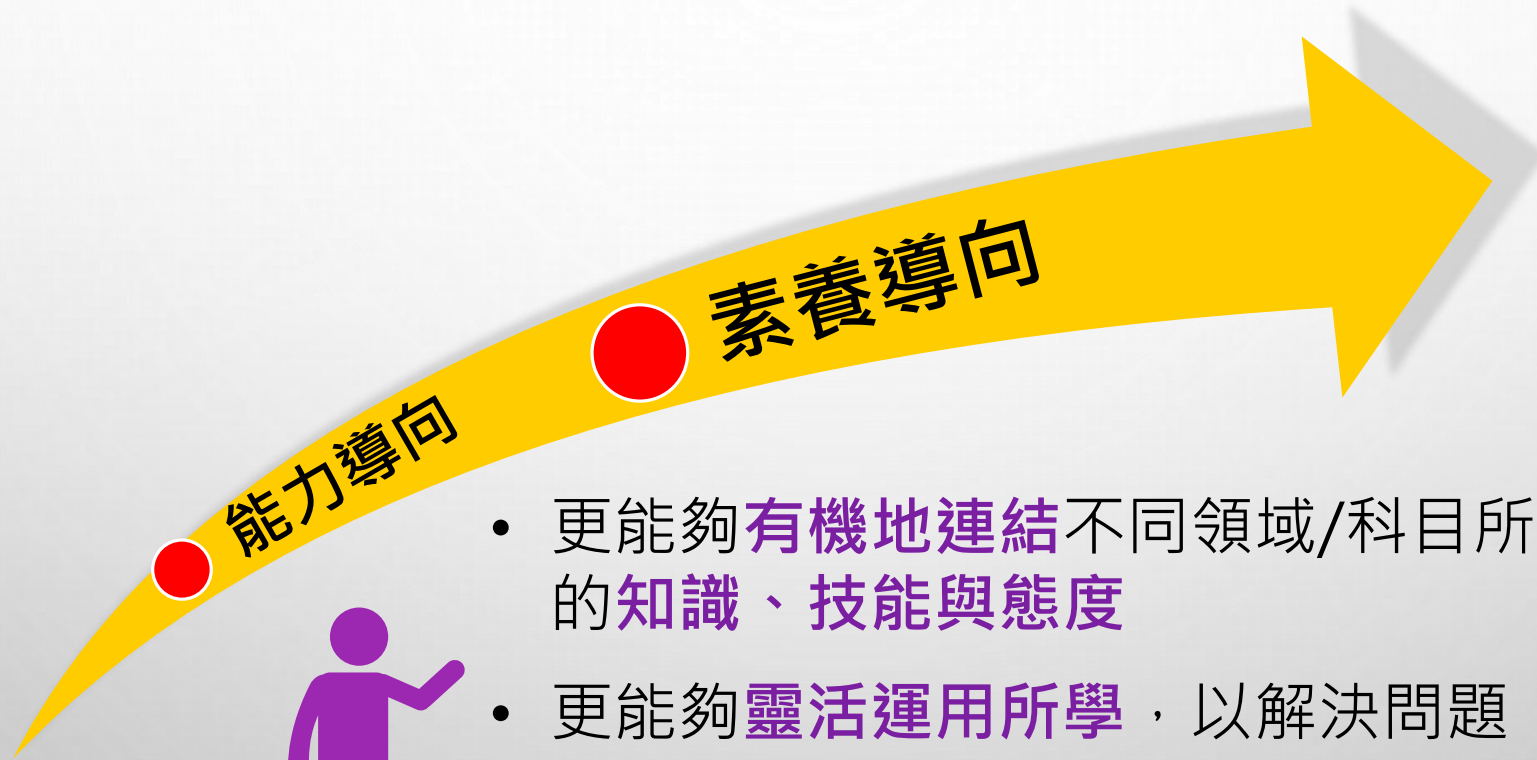 素養導向
能力導向
• 更能夠有機地連結不同領域/科目所
的知識、技能與態度
• 更能夠靈活運用所學，以解決問題